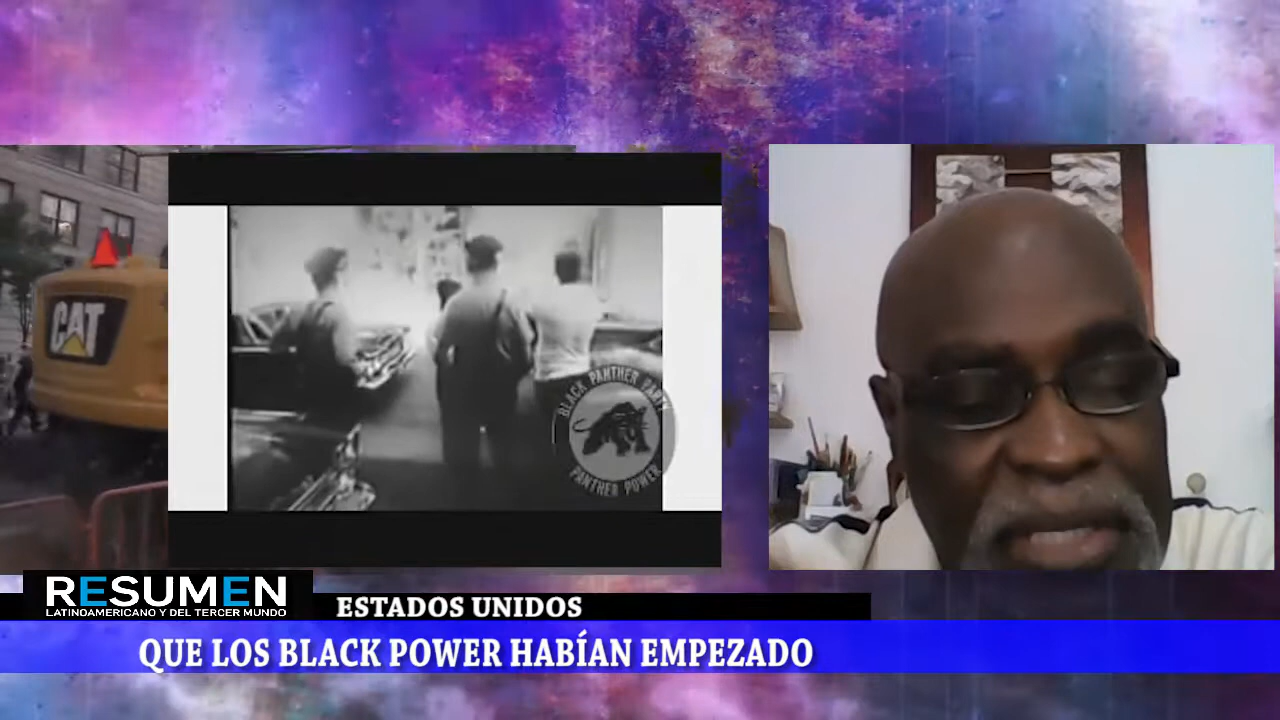 CAT
BLACK PANTHER PARTY
PANTHER POWER
RESUMEN
LATINOAMERICANO Y DEL TERCER MUNDO
ESTADOS UNIDOS
QUE LOS BLACK POWER HABÍAN EMPEZADO